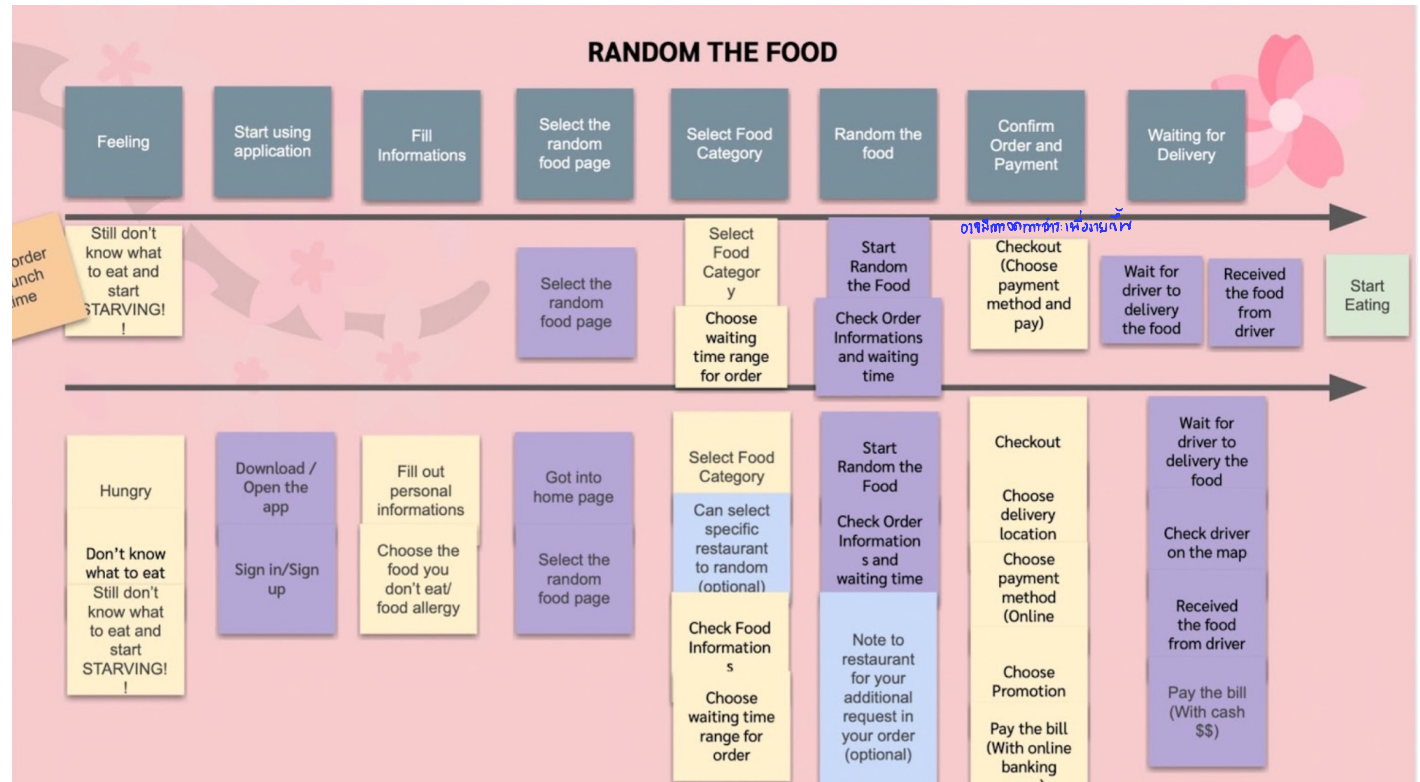 RANDOM THE FOOD
Feeling
Start using
application
Fill
Informations
Select the
random
food page
Select Food
Category
Random the
food
Confirm
Order and
Payment
Waiting for
Delivery
order
unch
me
Still don't
know what
to eat and
start
STARVING!
!
Select the
random
food page
Select
Food
Categor
y
Choose
waiting
time range
for order
Start
Random
the Food
Check Order
Informations
and waiting
time
Checkout
(Choose
payment
method and
pay)
Wait for
driver to
delivery
the food
Received
the food
from
driver
Start
Eating
Hungry
Don't know
what to eat
Still don't
know what
to eat and
start
STARVING!
!
Download /
Open the
app
Sign in/Sign
up
Fill out
personal
informations
Choose the
food you
don't eat/
food allergy
Got into
home page
Select the
random
food page
Select Food
Category
Can select
specific
restaurant
to random
(optional)
Check Food
Information
s
Choose
waiting time
range for
order
Start
Random the
Food
Check Order
Information
s and
waiting time
Note to
restaurant
for your
additional
request in
your order
(optional)
Checkout
Choose
delivery
location
Choose
payment
method
(Online
Choose
Promotion
Pay the bill
(With online
banking
Wait for
driver to
delivery the
food
Check driver
on the map
Received
the food
from driver
Pay the bill
(With cash
$$)